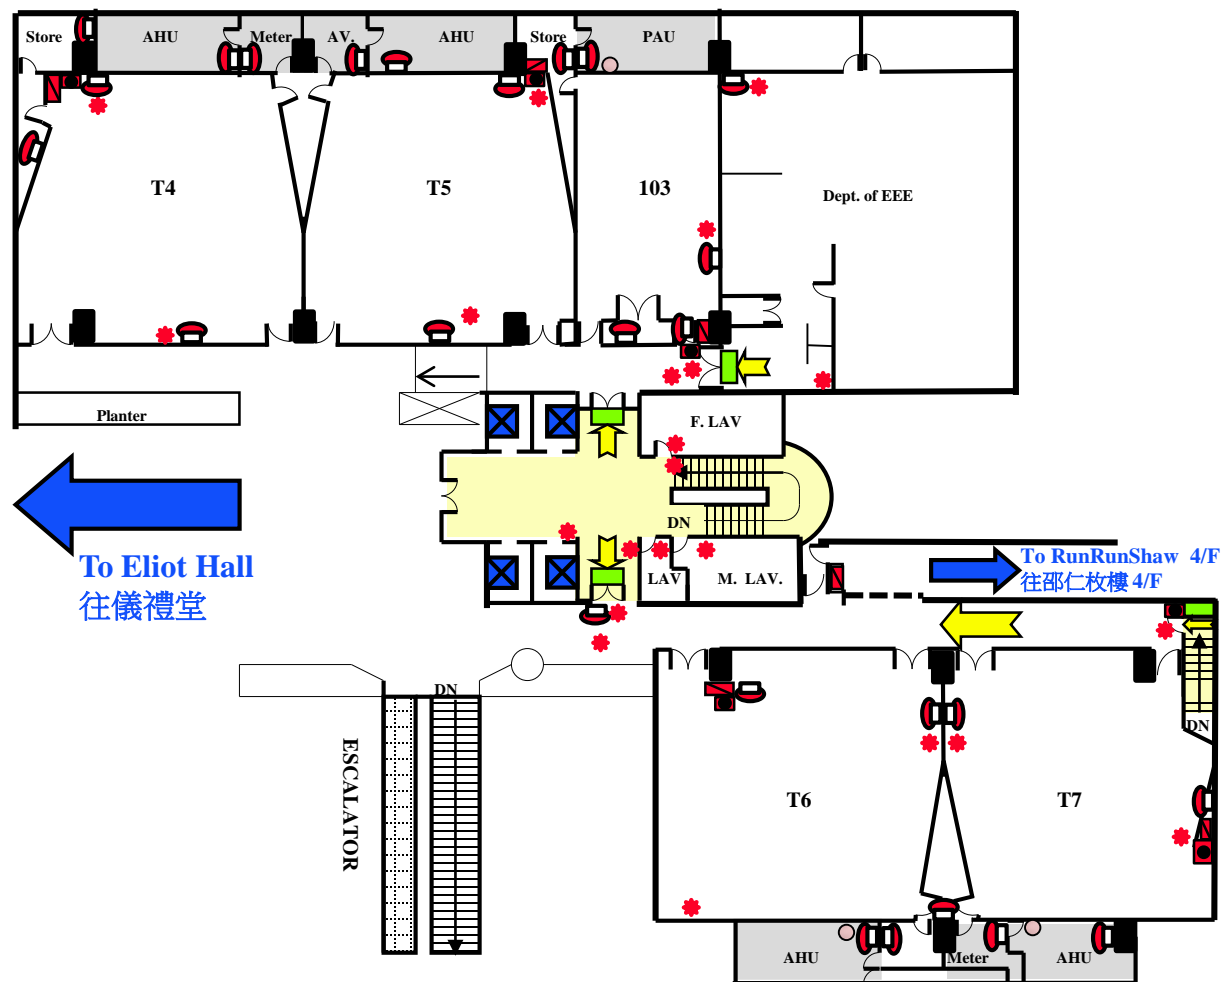 Store
AHU
Meter
AV.
AHU
Store
PAU
T4
T5
103
Dept. of EEE
Planter
F. LAV
DN
LAV
M. LAV.
To Eliot Hall
往儀禮堂
To RunRunShaw 4/F
往邵仁枚樓 4/F
DN
DN
ESCALATOR
T6
T7
AHU
Meter
AHU